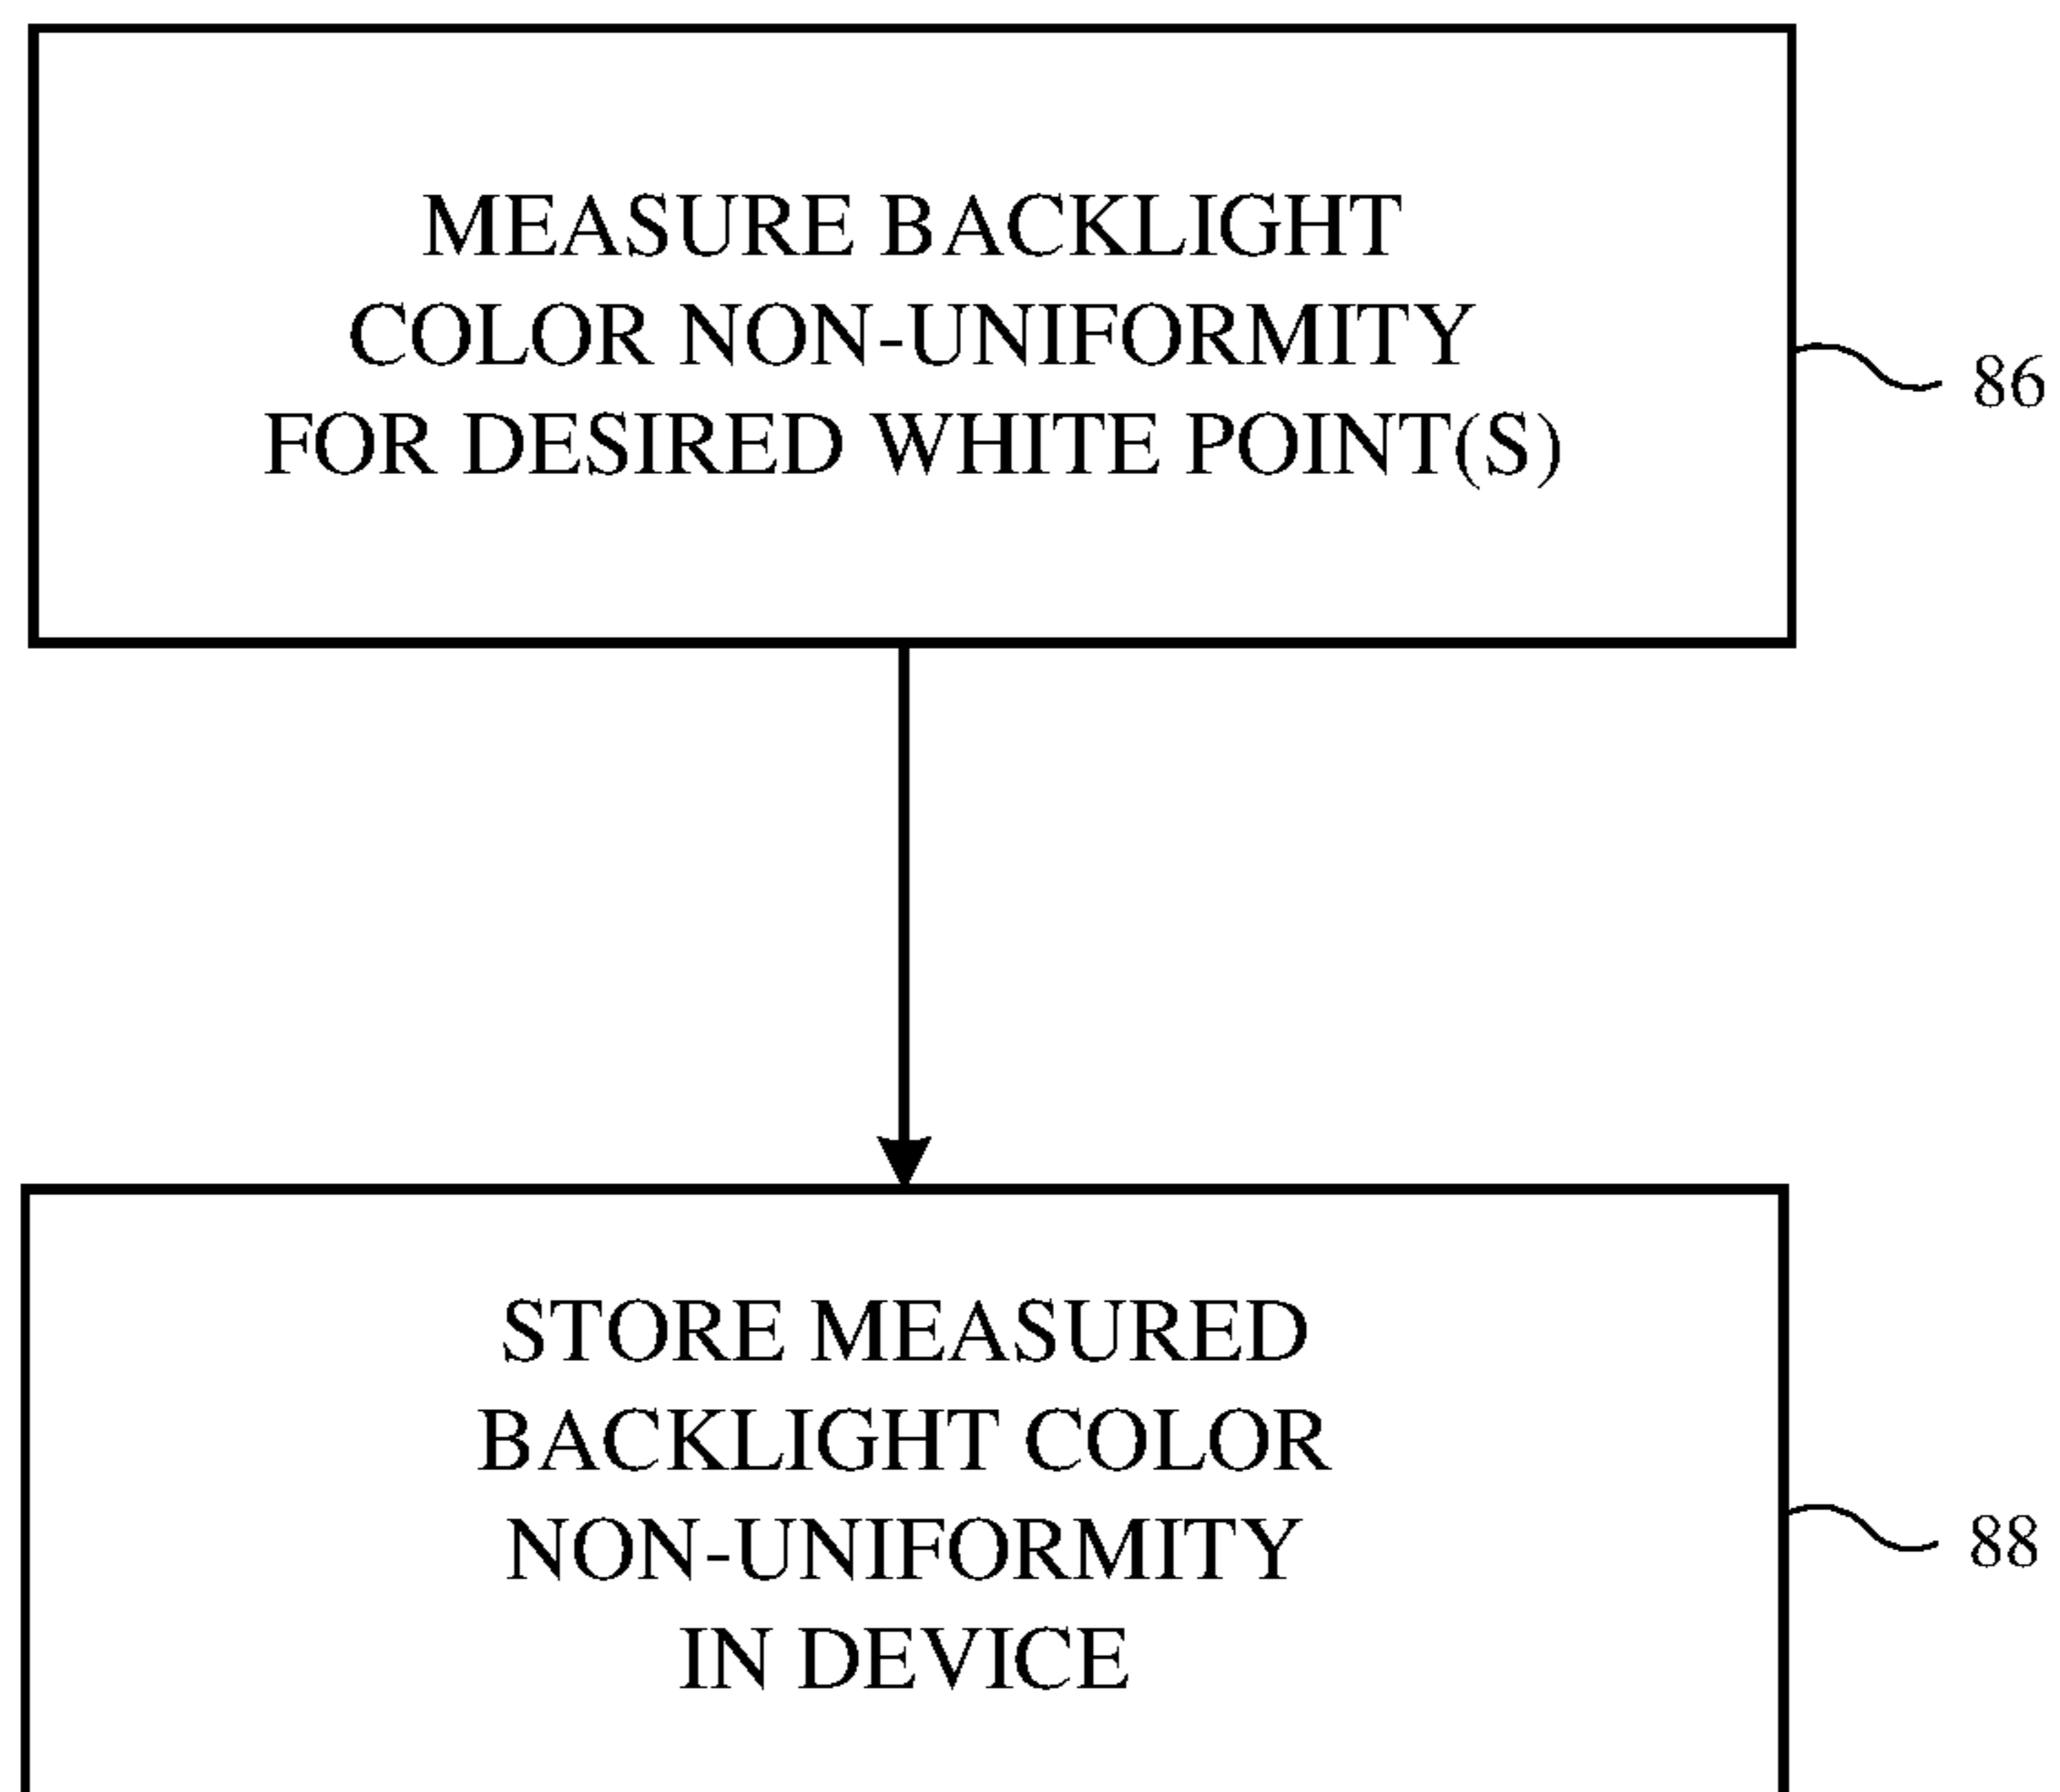 MEASURE BACKLIGHT
COLOR NON-UNIFORMITY
FOR DESIRED WHITE POINT(S)
86
STORE MEASURED
BACKLIGHT COLOR
NON-UNIFORMITY
IN DEVICE
88